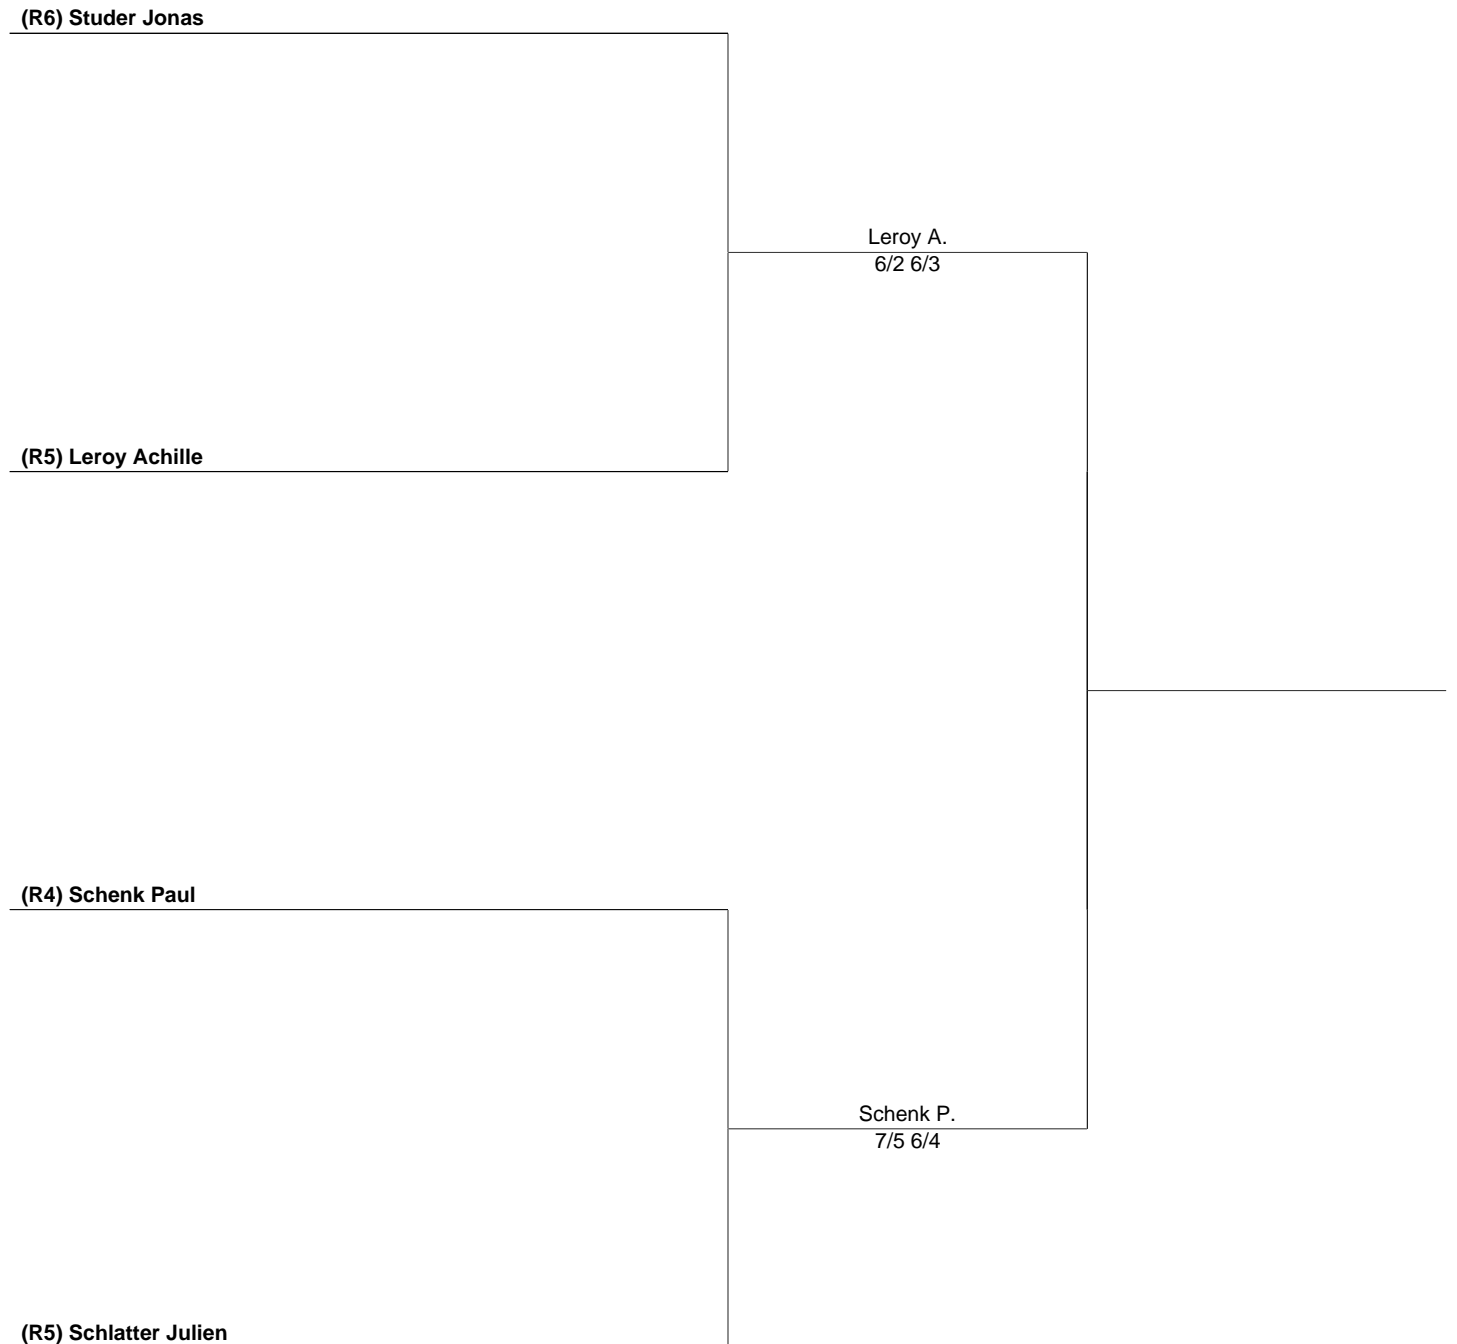 (R6) Studer Jonas
Leroy A.
6/2 6/3
(R5) Leroy Achille
(R4) Schenk Paul
Schenk P.
7/5 6/4
(R5) Schlatter Julien